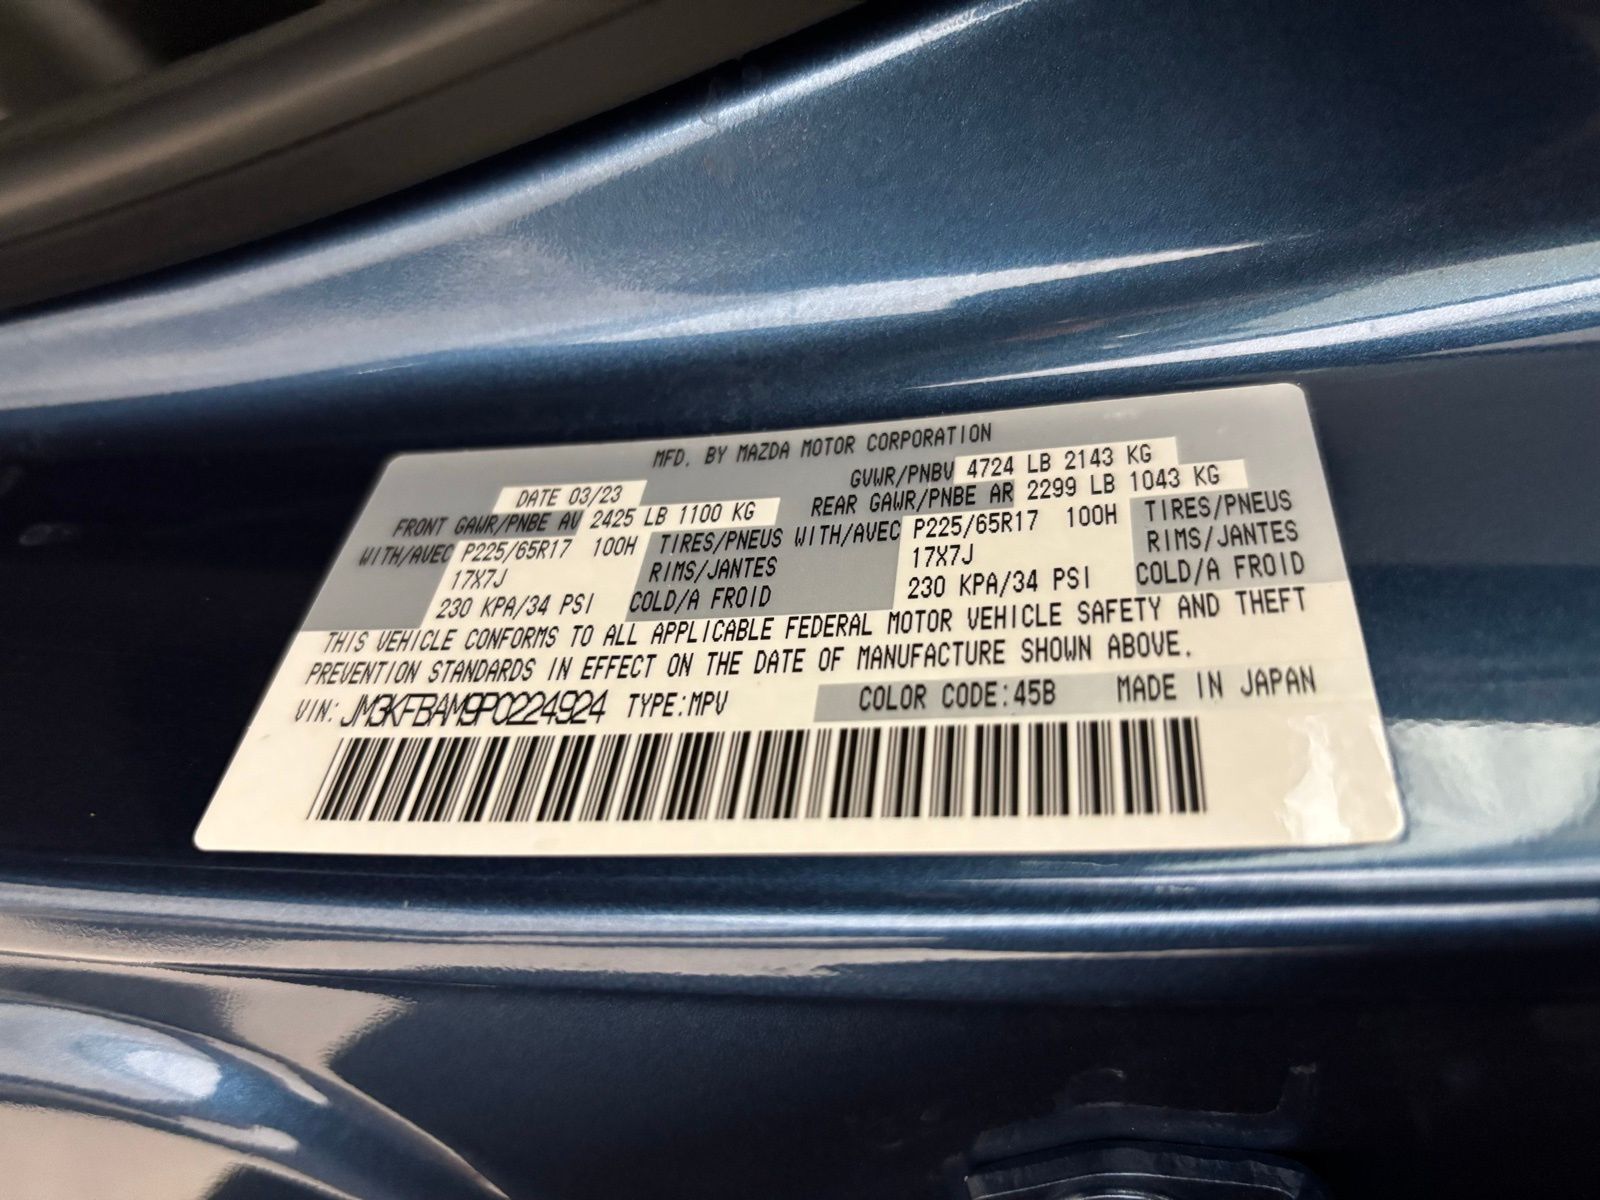 MFD. BY MAZDA MOTOR CORPORATION
DATE 03/23 GVWR/PNBV 4724 LB 2143 KG
FRONT GAWR/PNBE AV 2425 LB 1100 KG REAR GAWR/PNBE AR 2299 LB 1043 KG
WITH/AVEC P225/65R17 100H TIRES/PNEUS WITH/AVEC P225/65R17 100H TIRES/PNEUS
17X7J RIMS/JANTES 17X7J RIMS/JANTES
230 KPA/34 PSI COLD/A FROID 230 KPA/34 PSI COLD/A FROID
THIS VEHICLE CONFORMS TO ALL APPLICABLE FEDERAL MOTOR VEHICLE SAFETY AND THEFT
PREVENTION STANDARDS IN EFFECT ON THE DATE OF MANUFACTURE SHOWN ABOVE.
VIN: JM3KFBAM9P0224924 TYPE:MPV COLOR CODE:45B MADE IN JAPAN